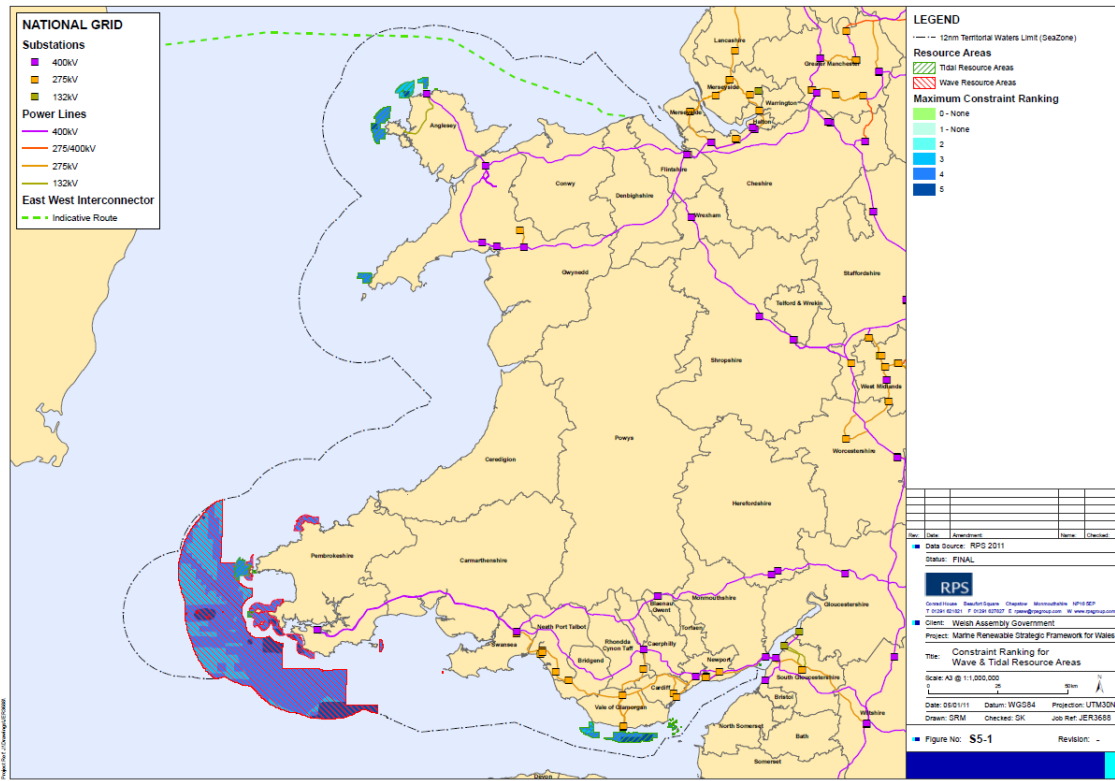 NATIONAL GRID
Substations
400kV
275kV
132kV
Power Lines
400kV
275/400kV
275kV
132kV
East West Interconnector
Indicative Route
Lancashire
Greater Manchester
Merseyside
Merseyside
Warrington
Halton
Anglesey
Conwy
Flintshire
Denbighshire
Cheshire
Wrexham
Gwynedd
Staffordshire
Telford & Wrekin
Shropshire
West Midlands
Powys
Worcestershire
Ceredigion
Herefordshire
Pembrokeshire
Carmarthenshire
Monmouthshire
Gloucestershire
Blaenau
Gwent
Torfaen
North Port Talbot
Swansea
Rhondda
Cynon Taff
Caerphilly
Bridgend
Newport
Cardiff
South Gloucestershire
Vale of Glamorgan
Bristol
North Somerset
Bath
Wiltshire
Somerset
Devon
LEGEND
12nm Territorial Waters Limit (SeaZone)
Resource Areas
Tidal Resource Areas
Wave Resource Areas
Maximum Constraint Ranking
0 - None
1 - None
2
3
4
5
Rev: Date: Amendment: Name: Checked:
Data Source: RPS 2011
Status: FINAL
RPS
Client: Welsh Assembly Government
Project: Marine Renewable Strategic Framework for Wales
Title: Constraint Ranking for
Wave & Tidal Resource Areas
Scale: A3 @ 1:1,000,000
0 25 50km
N
Date: 05/01/11 Datum: WGS84 Projection: UTM30N
Drawn: SRM Checked: SK Job Ref: JER3688
Figure No: S5-1 Revision: -